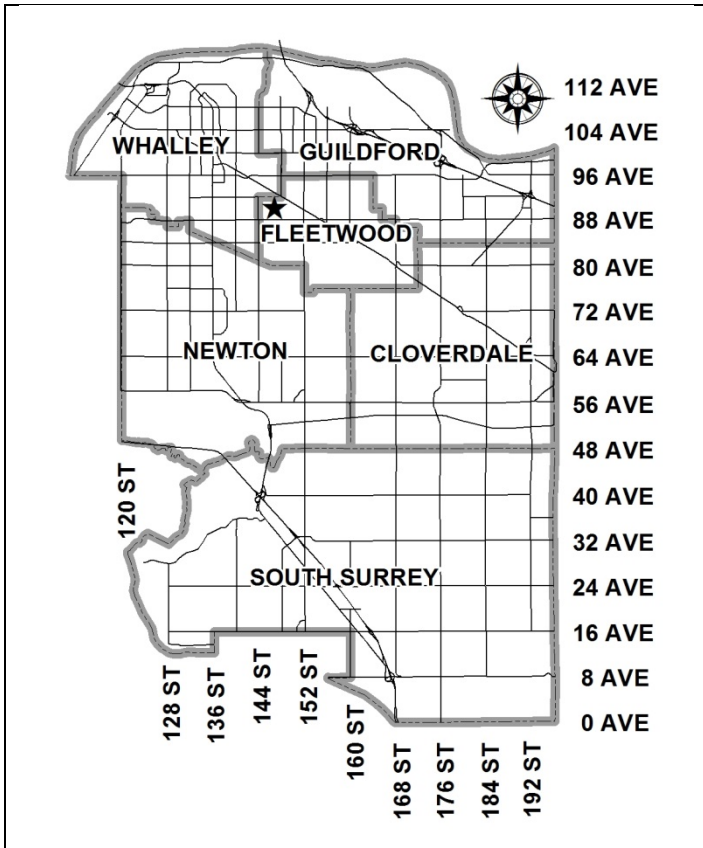 112 AVE
104 AVE
WHALLEY
GUILDFORD
96 AVE
88 AVE
FLEETWOOD
80 AVE
72 AVE
NEWTON
CLOVERDALE
64 AVE
56 AVE
48 AVE
120 ST
40 AVE
32 AVE
SOUTH SURREY
24 AVE
16 AVE
128 ST
136 ST
144 ST
152 ST
160 ST
8 AVE
0 AVE
168 ST
176 ST
184 ST
192 ST